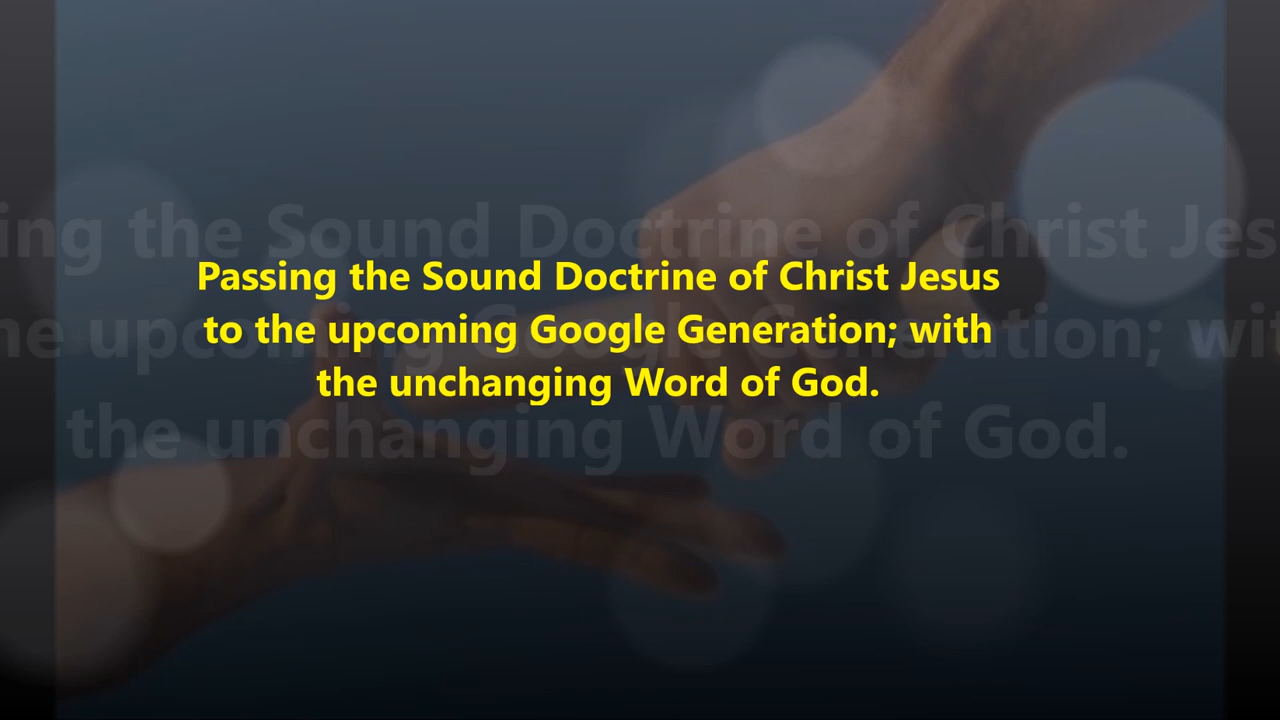 Passing the Sound Doctrine of Christ Jesus
to the upcoming Google Generation; with
the unchanging Word of God.